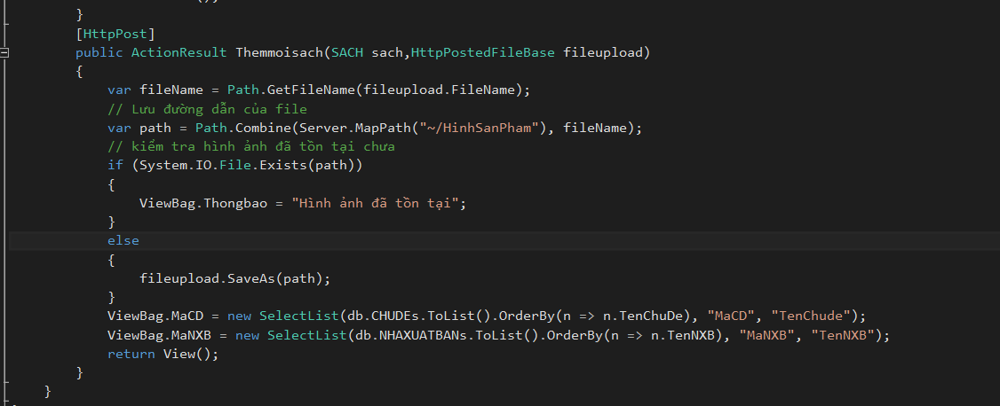 }
[HttpPost]
public ActionResult Themmoisach(SACH sach,HttpPostedFileBase fileupload)
{
var fileName = Path.GetFileName(fileupload.FileName);
// Lưu đường dẫn của file
var path = Path.Combine(Server.MapPath("~/HinhSanPham"), fileName);
// kiểm tra hình ảnh đã tồn tại chưa
if (System.IO.File.Exists(path))
{
ViewBag.Thongbao = "Hình ảnh đã tồn tại";
}
else
{
fileupload.SaveAs(path);
}
ViewBag.MaCD = new SelectList(db.CHUDEs.ToList().OrderBy(n => n.TenChuDe), "MaCD", "TenChude");
ViewBag.MaNXB = new SelectList(db.NHAXUATBANs.ToList().OrderBy(n => n.TenNXB), "MaNXB", "TenNXB");
return View();
}
}